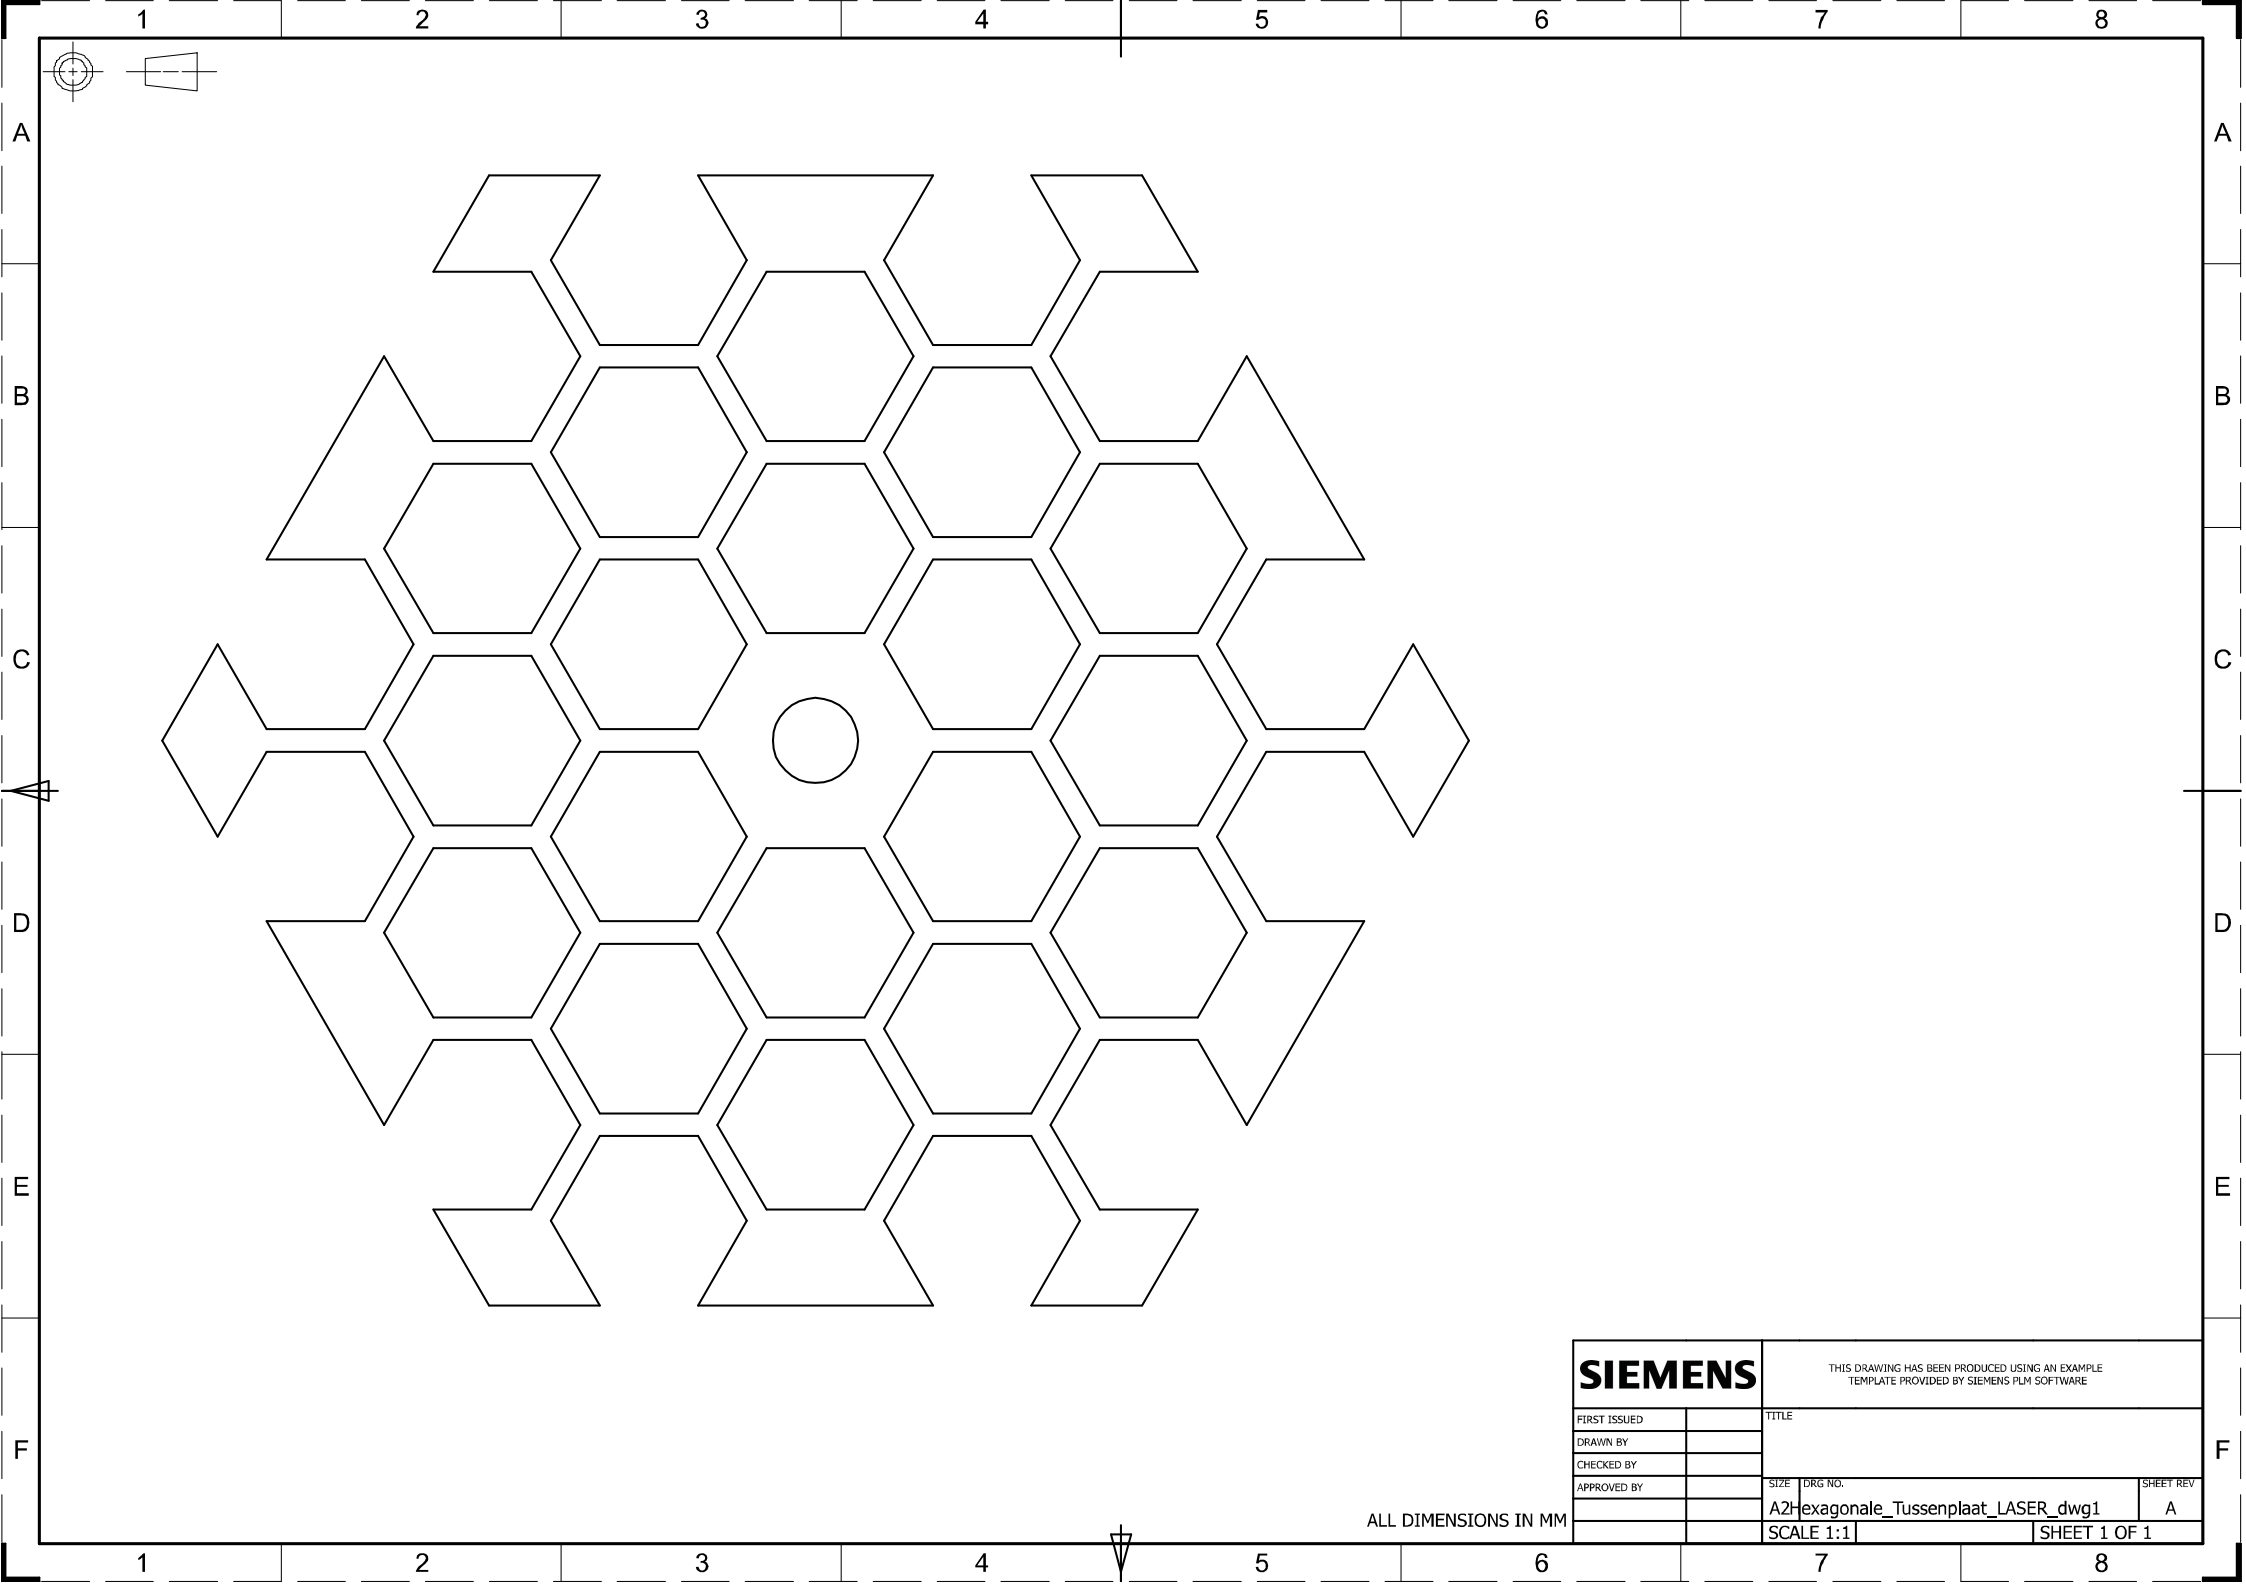 1 2 3 4 5 6 7 8
A A
B B
C C
D D
E E
F F
SIEMENS
THIS DRAWING HAS BEEN PRODUCED USING AN EXAMPLE
TEMPLATE PROVIDED BY SIEMENS PLM SOFTWARE
FIRST ISSUED
TITLE
DRAWN BY
CHECKED BY
APPROVED BY
SIZE DRG NO. SHEET REV
A2 Hexagonale_Tussenplaat_LASER_dwg1 A
ALL DIMENSIONS IN MM
SCALE 1:1 SHEET 1 OF 1
1 2 3 4 5 6 7 8